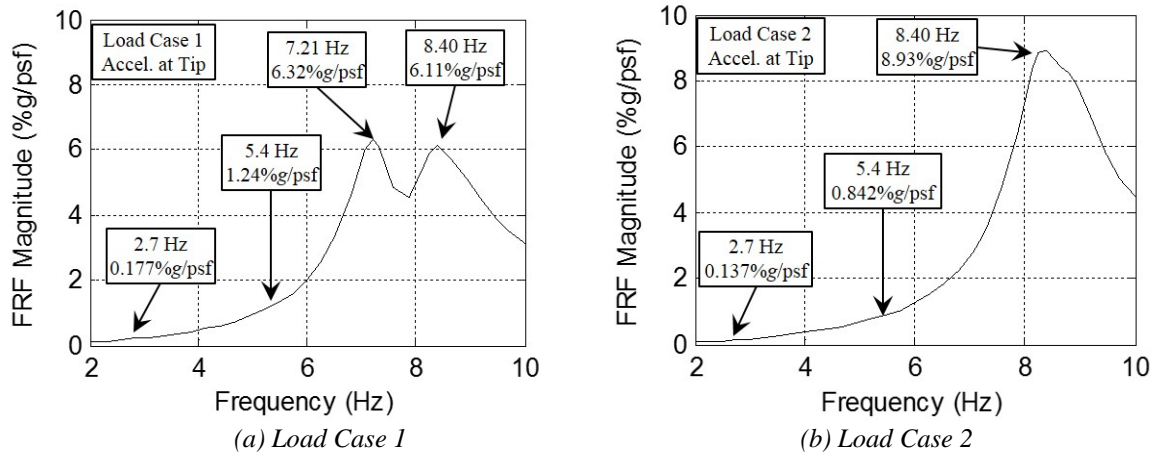 10
8
6
4
2
0
FRF Magnitude (%g/psf)
Load Case 1
Accel. at Tip
7.21 Hz
6.32%g/psf
8.40 Hz
6.11%g/psf
5.4 Hz
1.24%g/psf
2.7 Hz
0.177%g/psf
2 4 6 8 10
Frequency (Hz)
(a) Load Case 1
10
8
6
4
2
0
FRF Magnitude (%g/psf)
Load Case 2
Accel. at Tip
8.40 Hz
8.93%g/psf
5.4 Hz
0.842%g/psf
2.7 Hz
0.137%g/psf
2 4 6 8 10
Frequency (Hz)
(b) Load Case 2